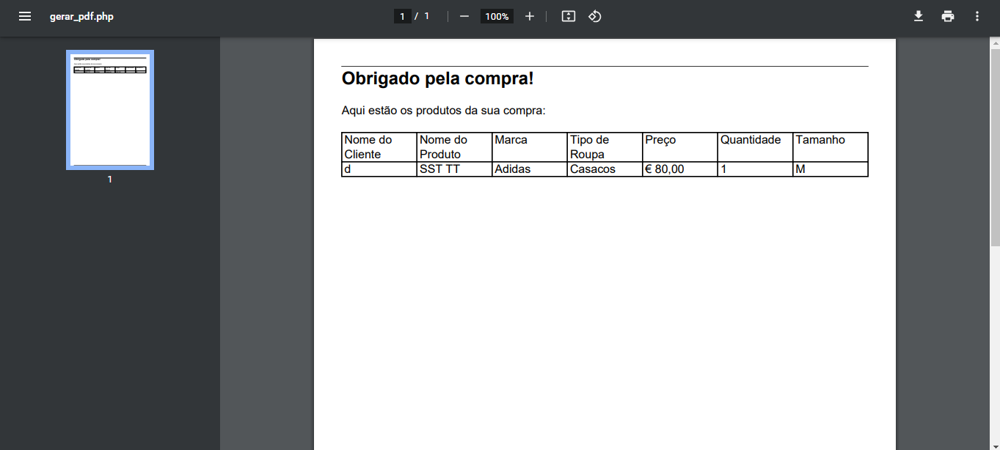 gerar_pdf.php
1 / 1
100%
1
Obrigado pela compra!
Aqui estão os produtos da sua compra:
Nome do Cliente Nome do Produto Marca Tipo de Roupa Preço Quantidade Tamanho
d SST TT Adidas Casacos € 80,00 1 M